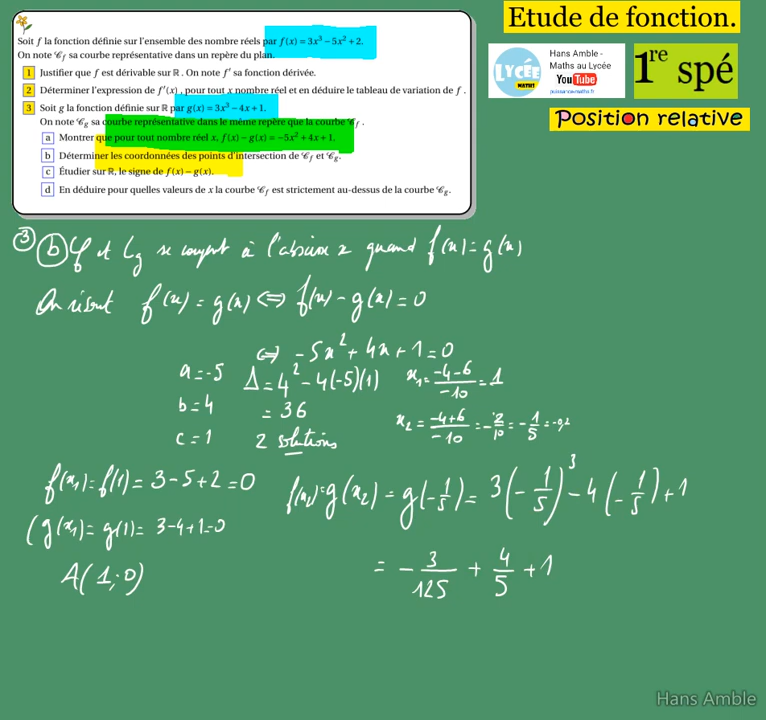 Etude de fonction.
Soit f la fonction définie sur l'ensemble des nombre réels par f(x) = 3x³ − 5x² + 2.
On note 𝒞f sa courbe représentative dans un repère du plan.
1 Justifier que f est dérivable sur ℝ. On note f′ sa fonction dérivée.
2 Déterminer l'expression de f′(x), pour tout x nombre réel et en déduire le tableau de variation de f.
3 Soit g la fonction définie sur ℝ par g(x) = 3x³ − 4x + 1.
On note 𝒞g sa courbe représentative dans le même repère que la courbe 𝒞f.
a Montrer que pour tout nombre réel x, f(x) − g(x) = −5x² + 4x + 1.
b Déterminer les coordonnées des points d'intersection de 𝒞f et 𝒞g.
c Étudier sur ℝ, le signe de f(x) − g(x).
d En déduire pour quelles valeurs de x la courbe 𝒞f est strictement au-dessus de la courbe 𝒞g.
LYCÉE
MATHS
Hans Amble -
Maths au Lycée
YouTube
puissance-maths.fr
1re spé
Position relative
③ ⓑ Cf et Cg se coupent à l'abscisse x quand f(x) = g(x)
On résout f(x) = g(x) ⟺ f(x) − g(x) = 0
⟺ −5x² + 4x + 1 = 0
a = −5 Δ = 4² − 4(−5)(1) x₁ = (−4−6)/(−10) = 1
b = 4 = 36 x₂ = (−4+6)/(−10) = −2/10 = −1/5 = −0,2
c = 1 2 solutions
f(x₁) = f(1) = 3 − 5 + 2 = 0 f(x₂) = g(x₂) = g(−1/5) = 3(−1/5)³ − 4(−1/5) + 1
(g(x₁) = g(1) = 3 − 4 + 1 = 0
A(1; 0) = −3/125 + 4/5 + 1
Hans Amble